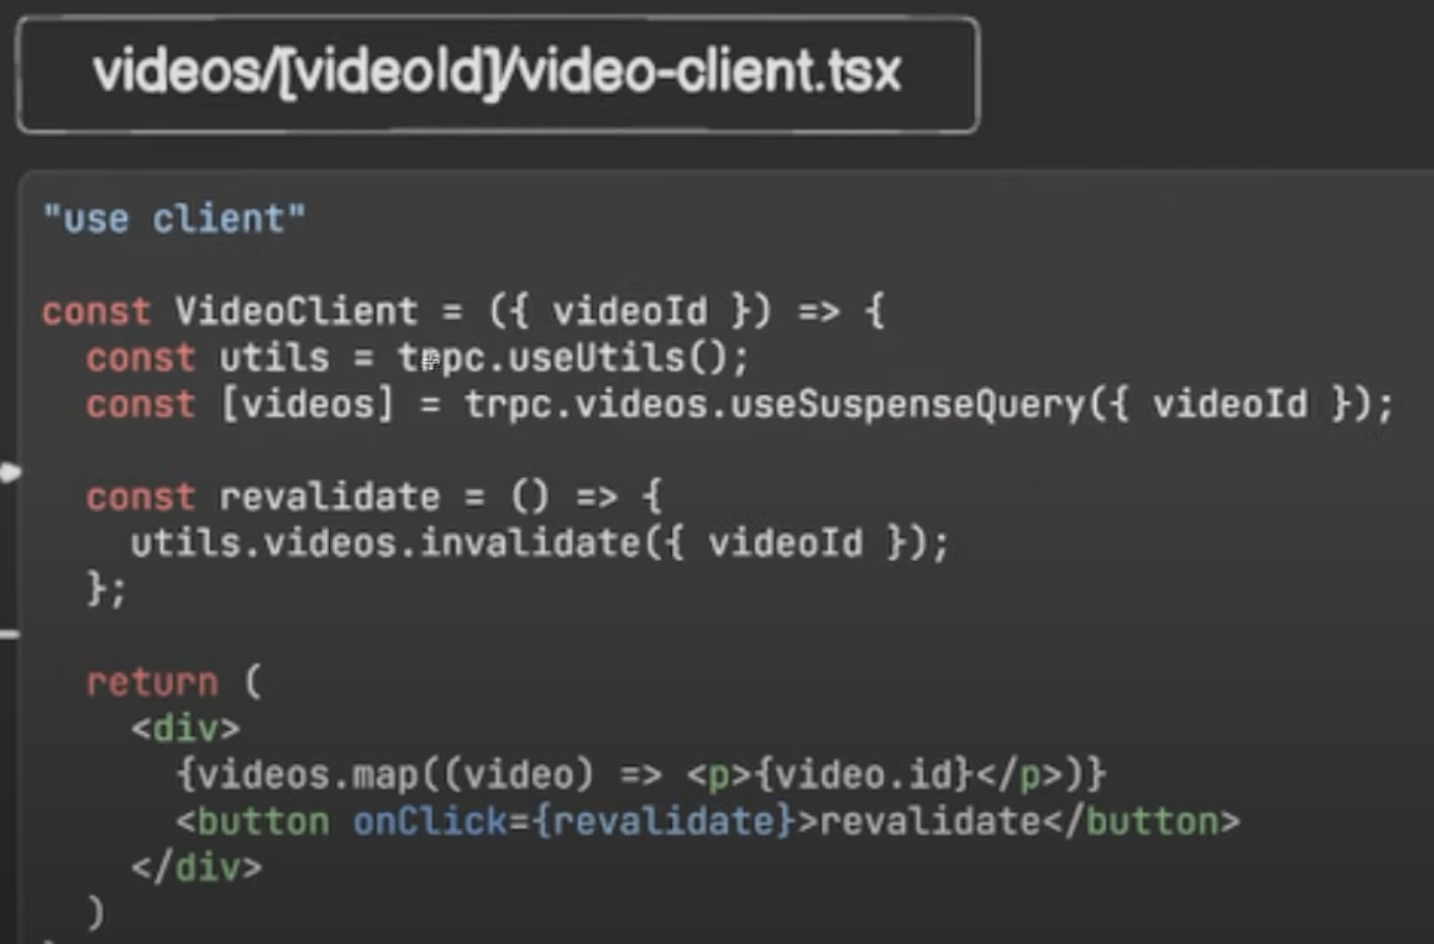 videos/[videoId]/video-client.tsx
"use client"
const VideoClient = ({ videoId }) => {
const utils = trpc.useUtils();
const [videos] = trpc.videos.useSuspenseQuery({ videoId });
const revalidate = () => {
utils.videos.invalidate({ videoId });
};
return (
<div>
{videos.map((video) => <p>{video.id}</p>)}
<button onClick={revalidate}>revalidate</button>
</div>
)